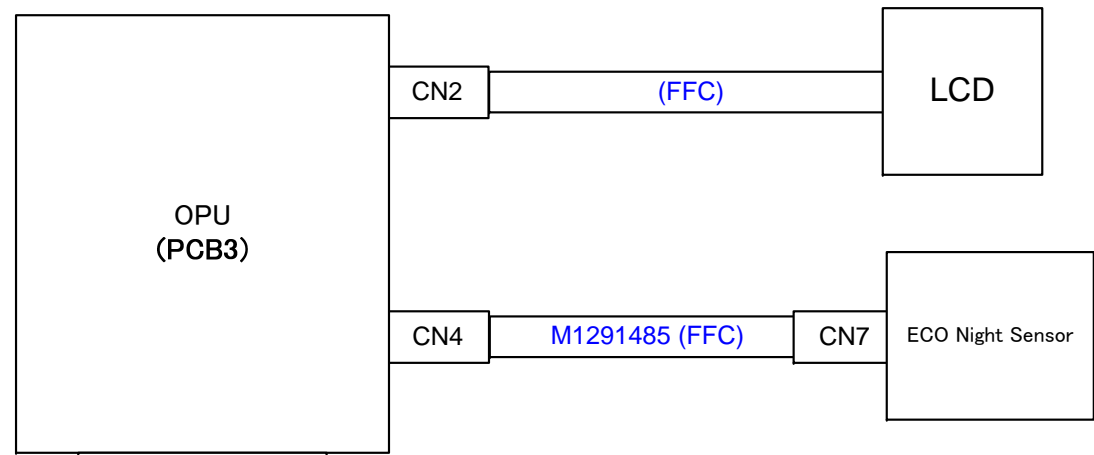 CN2
(FFC)
LCD
OPU
(PCB3)
CN4
M1291485 (FFC)
CN7
ECO Night Sensor